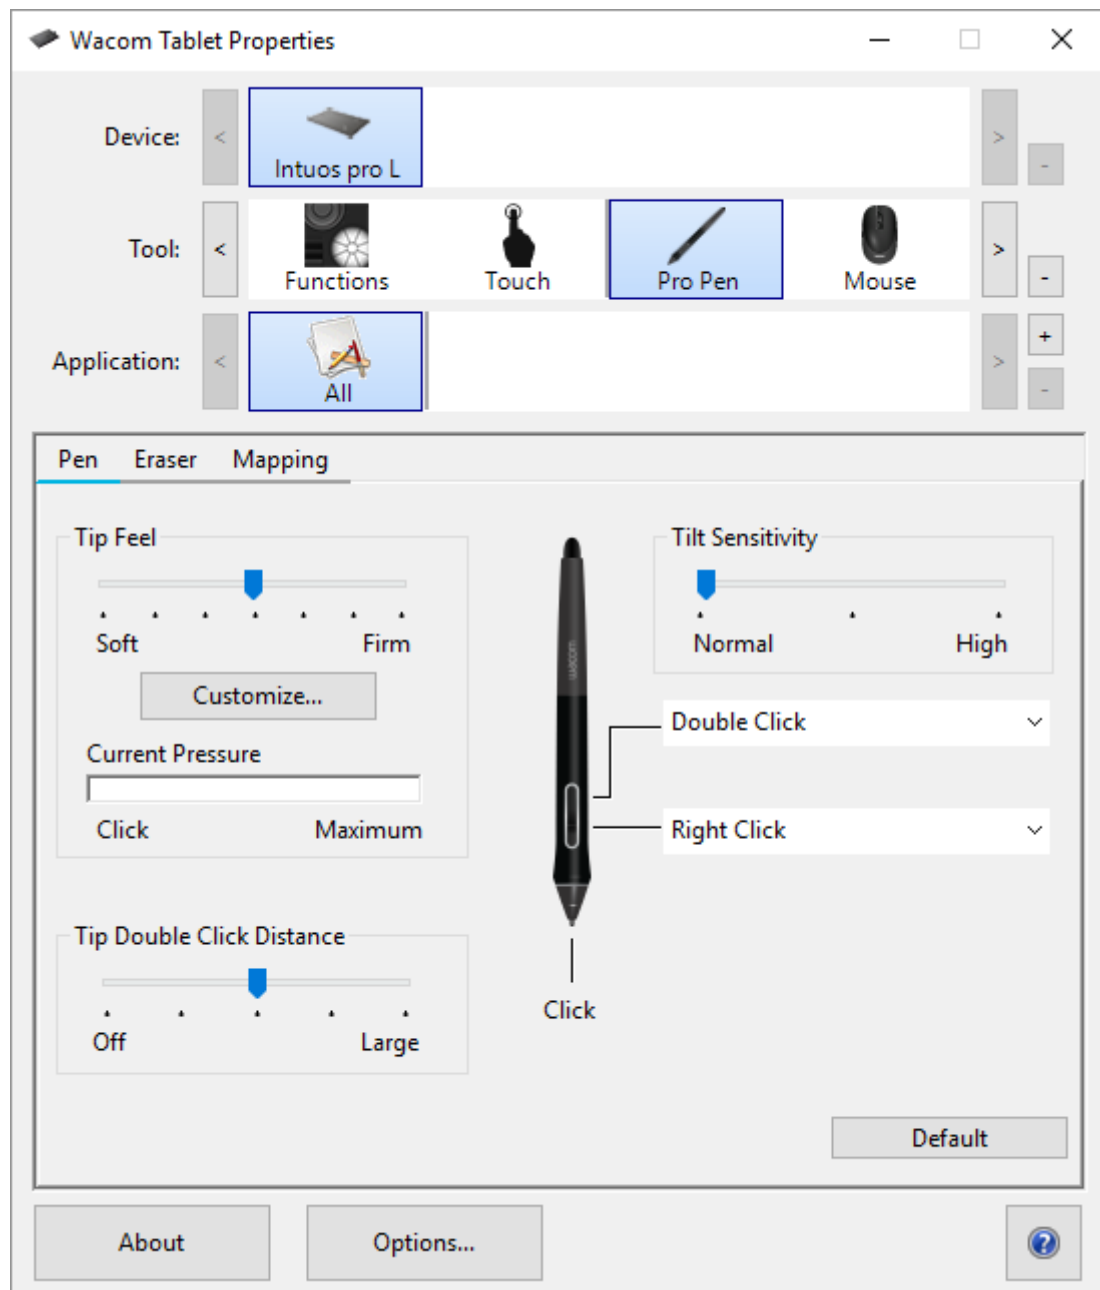 Wacom Tablet Properties
Device:
<
Intuos pro L
>
-
Tool:
<
Functions
Touch
Pro Pen
Mouse
>
-
Application:
<
All
>
+
-
Pen Eraser Mapping
Tip Feel
Soft Firm
Customize...
Current Pressure
Click Maximum
Tip Double Click Distance
Off Large
wacom
Click
Tilt Sensitivity
Normal High
Double Click
Right Click
Default
About
Options...
?